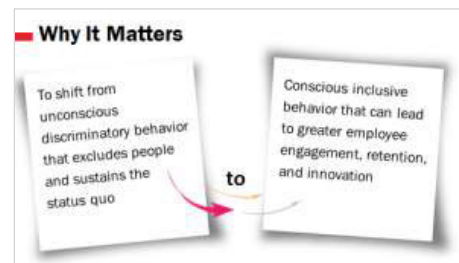 Why It Matters
To shift from
unconscious
discriminatory behavior
that excludes people
and sustains the
status quo
to
Conscious inclusive
behavior that can lead
to greater employee
engagement, retention,
and innovation